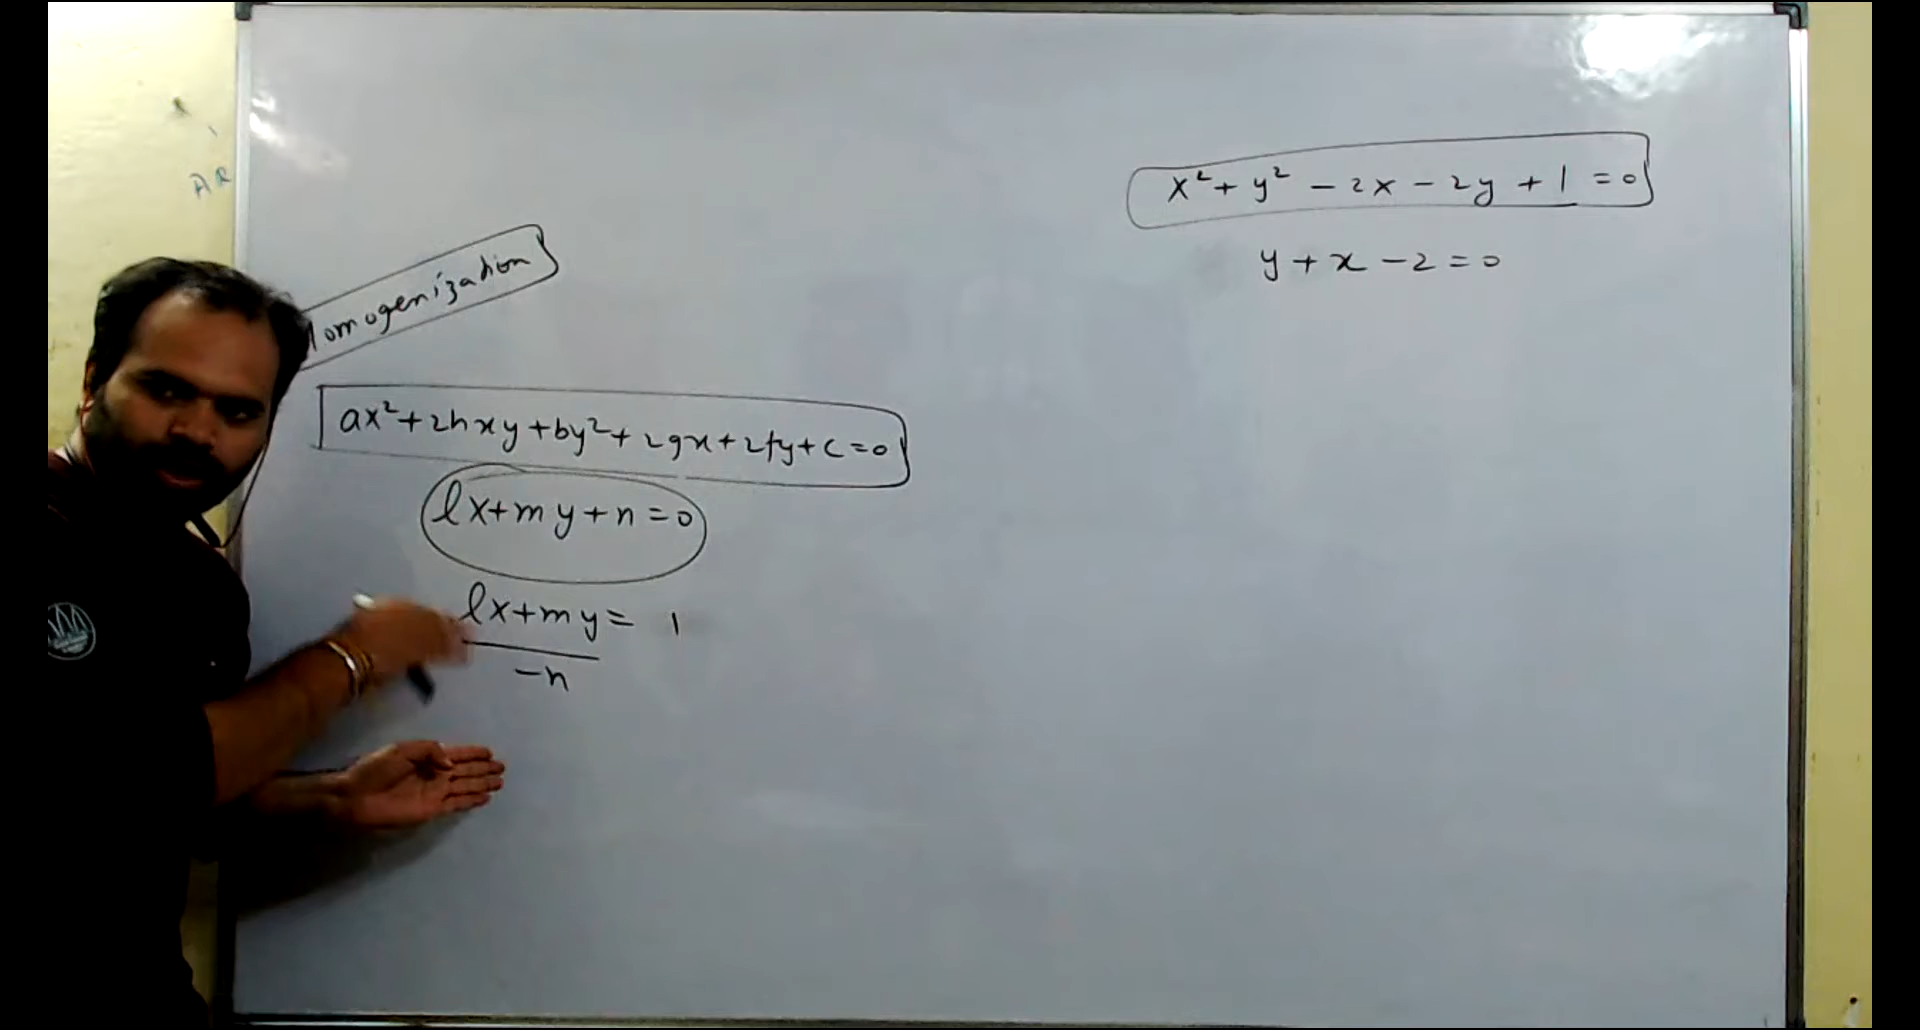 AR
x² + y² - 2x - 2y + 1 = 0
y + x - 2 = 0
Homogenization
ax² + 2hxy + by² + 2gx + 2fy + c = 0
lx + my + n = 0
lx + my = 1
-n